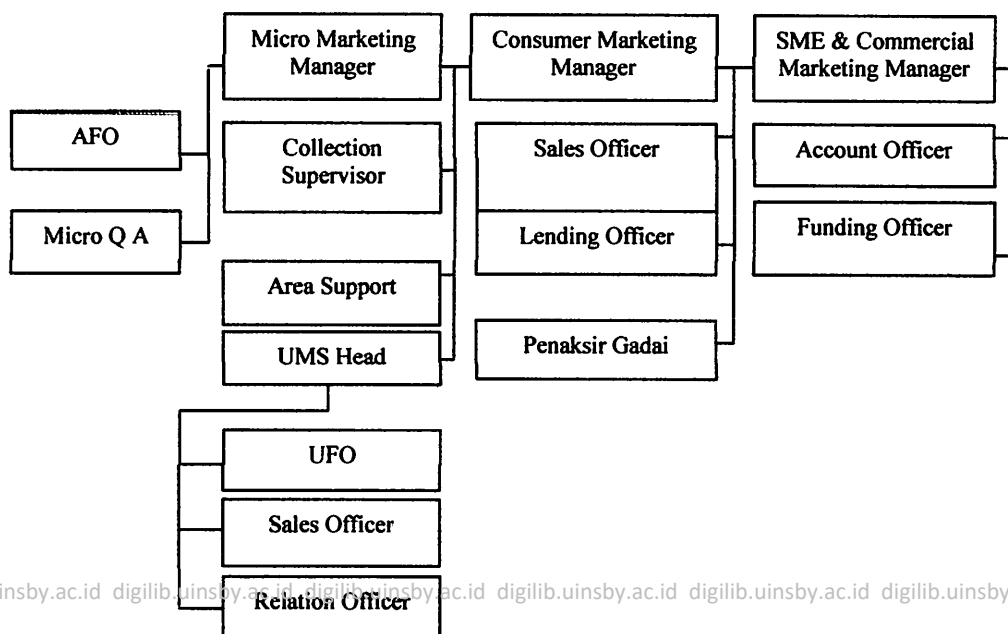 Micro Marketing
Manager
Consumer Marketing
Manager
SME & Commercial
Marketing Manager
AFO
Collection
Supervisor
Sales Officer
Account Officer
Micro Q A
Lending Officer
Funding Officer
Area Support
UMS Head
Penaksir Gadai
UFO
Sales Officer
insby.ac.id digilib.uinsby.ac.id digilib.uinsby.ac.id digilib.uinsby.ac.id digilib.uinsby.ac.id digilib.uinsby
Relation Officer